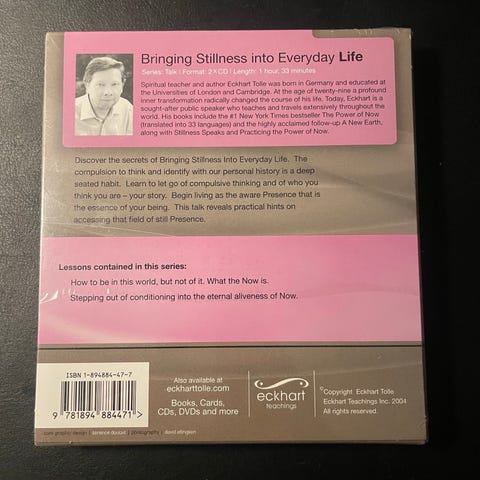 Bringing Stillness into Everyday Life
Series: Talk | Format: 2 X CD | Length: 1 hour, 33 minutes
Spiritual teacher and author Eckhart Tolle was born in Germany and educated at
the Universities of London and Cambridge. At the age of twenty-nine a profound
inner transformation radically changed the course of his life. Today, Eckhart is a
sought-after public speaker who teaches and travels extensively throughout the
world. His books include the #1 New York Times bestseller The Power of Now
(translated into 33 languages) and the highly acclaimed follow-up A New Earth,
along with Stillness Speaks and Practicing the Power of Now.
Discover the secrets of Bringing Stillness Into Everyday Life. The
compulsion to think and identify with our personal history is a deep
seated habit. Learn to let go of compulsive thinking and of who you
think you are – your story. Begin living as the aware Presence that is
the essence of your being. This talk reveals practical hints on
accessing that field of still Presence.
Lessons contained in this series:
How to be in this world, but not of it. What the Now is.
Stepping out of conditioning into the eternal aliveness of Now.
ISBN 1-894884-47-7
9 781894 884471>
Also available at
eckharttolle.com
Books, Cards,
CDs, DVDs and more
eckhart
teachings
©Copyright Eckhart Tolle
Eckhart Teachings Inc. 2004
All rights reserved.
graphic design | doucet | photography | david ellingsen